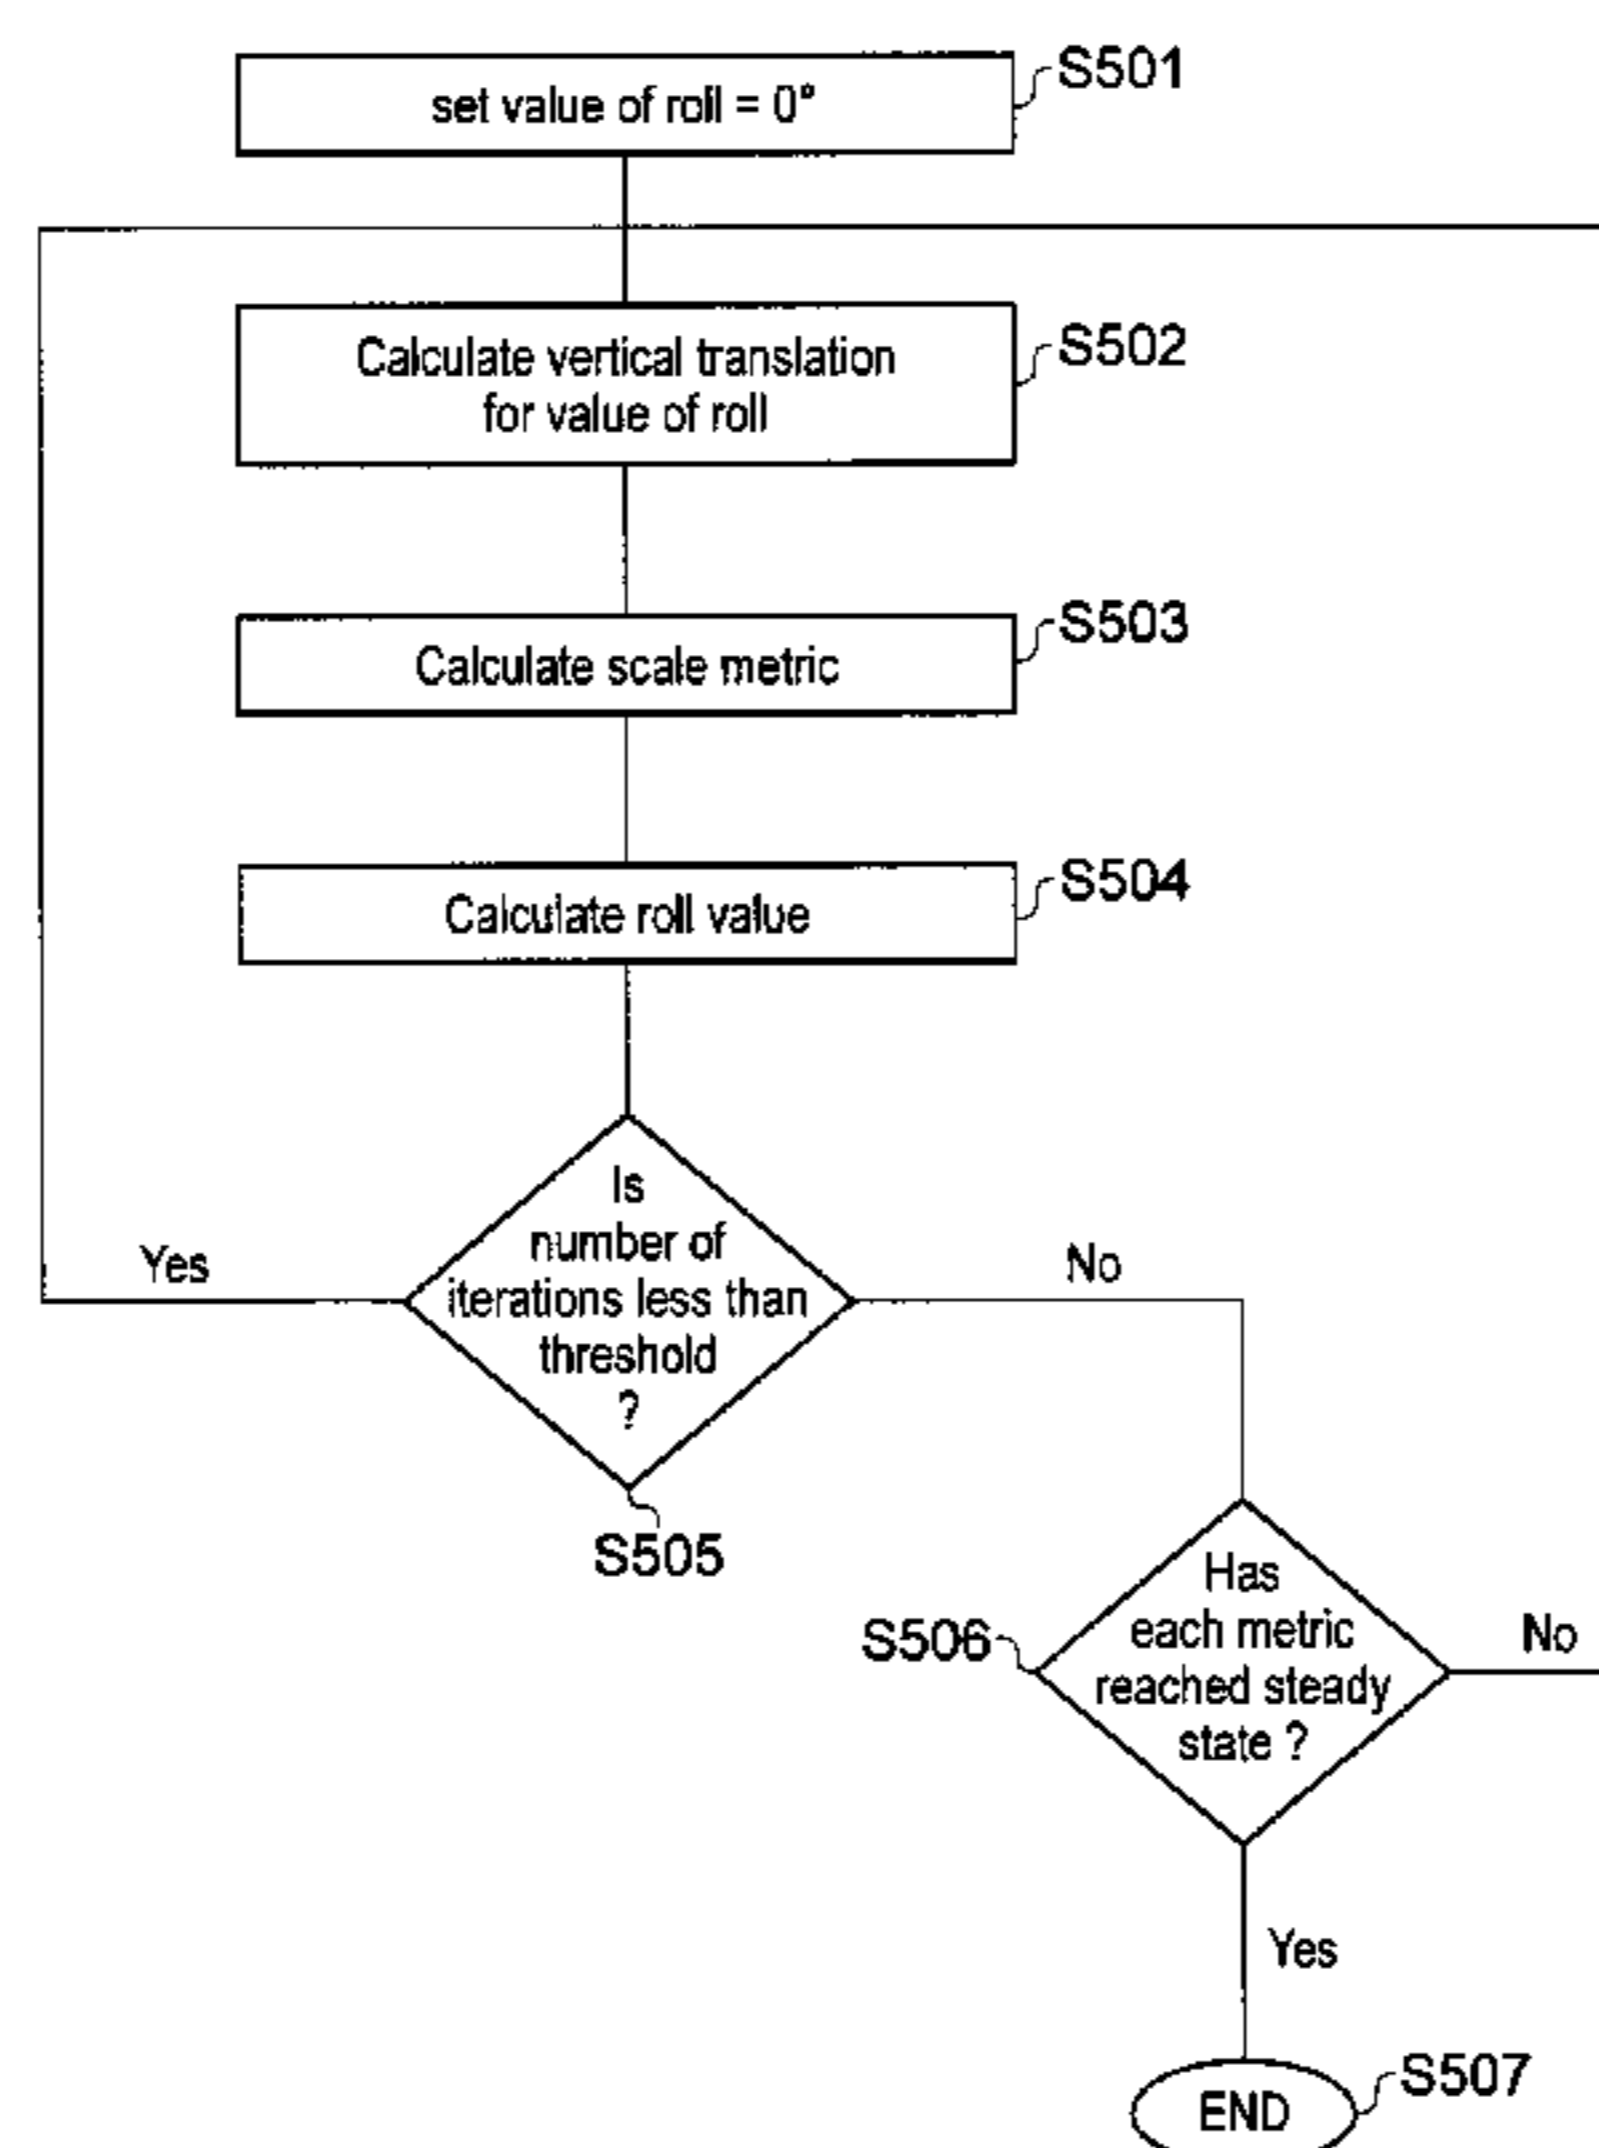 set value of roll = 0°
S501
Calculate vertical translation
for value of roll
S502
Calculate scale metric
S503
Calculate roll value
S504
Is
number of
iterations less than
threshold
?
Yes
No
S505
Has
each metric
reached steady
state ?
S506
No
Yes
END
S507